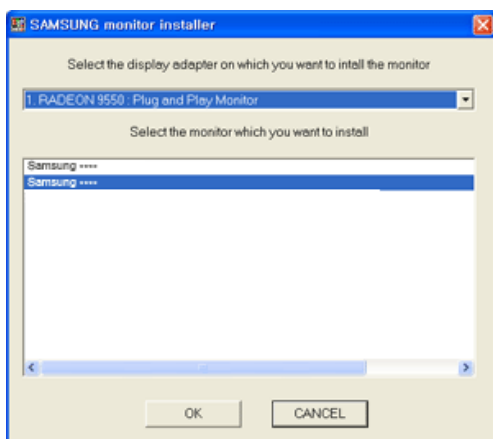 SAMSUNG monitor installer
Select the display adapter on which you want to intall the monitor
1. RADEON 9550 : Plug and Play Monitor
Select the monitor which you want to install
Samsung ----
Samsung ----
OK
CANCEL